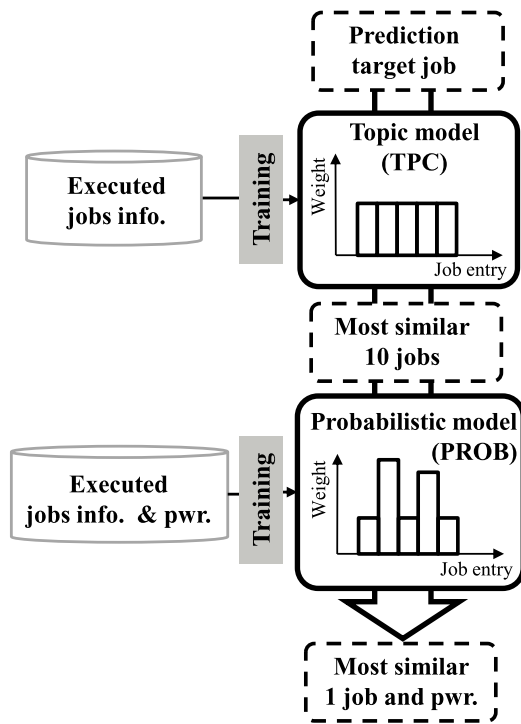 Prediction
target job
Topic model
(TPC)
Weight
Job entry
Executed
jobs info.
Training
Most similar
10 jobs
Probabilistic model
(PROB)
Weight
Job entry
Executed
jobs info. & pwr.
Training
Most similar
1 job and pwr.